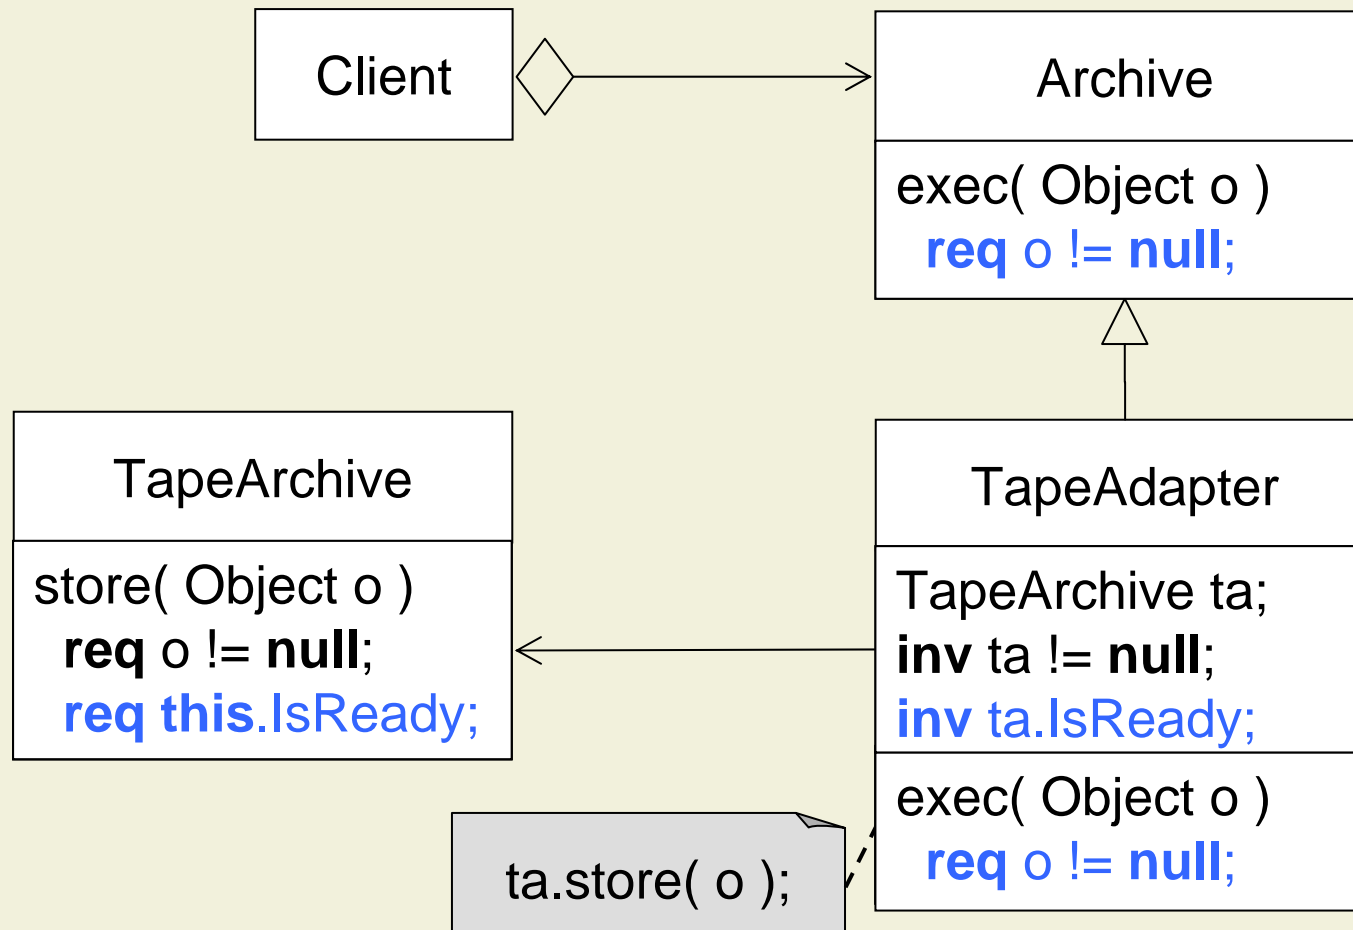 Client
Archive
exec( Object o )
req o != null;
TapeArchive
store( Object o )
req o != null;
req this.IsReady;
TapeAdapter
TapeArchive ta;
inv ta != null;
inv ta.IsReady;
exec( Object o )
req o != null;
ta.store( o );